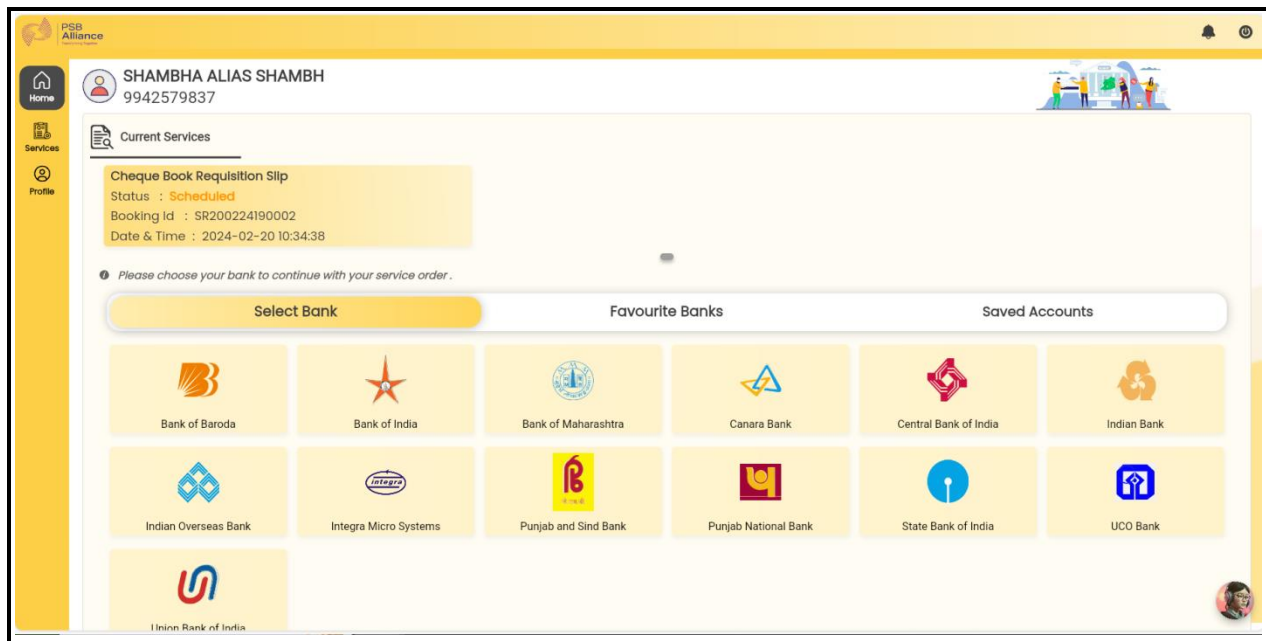 PSB
Alliance
SHAMBHA ALIAS SHAMBH
9942579837
Home
Services
Profile
Current Services
Cheque Book Requisition Slip
Status : Scheduled
Booking Id : SR200224190002
Date & Time : 2024-02-20 10:34:38
Please choose your bank to continue with your service order .
Select Bank Favourite Banks Saved Accounts
Bank of Baroda Bank of India Bank of Maharashtra Canara Bank Central Bank of India Indian Bank
integra
Indian Overseas Bank Integra Micro Systems Punjab and Sind Bank Punjab National Bank State Bank of India UCO Bank
Union Bank of India